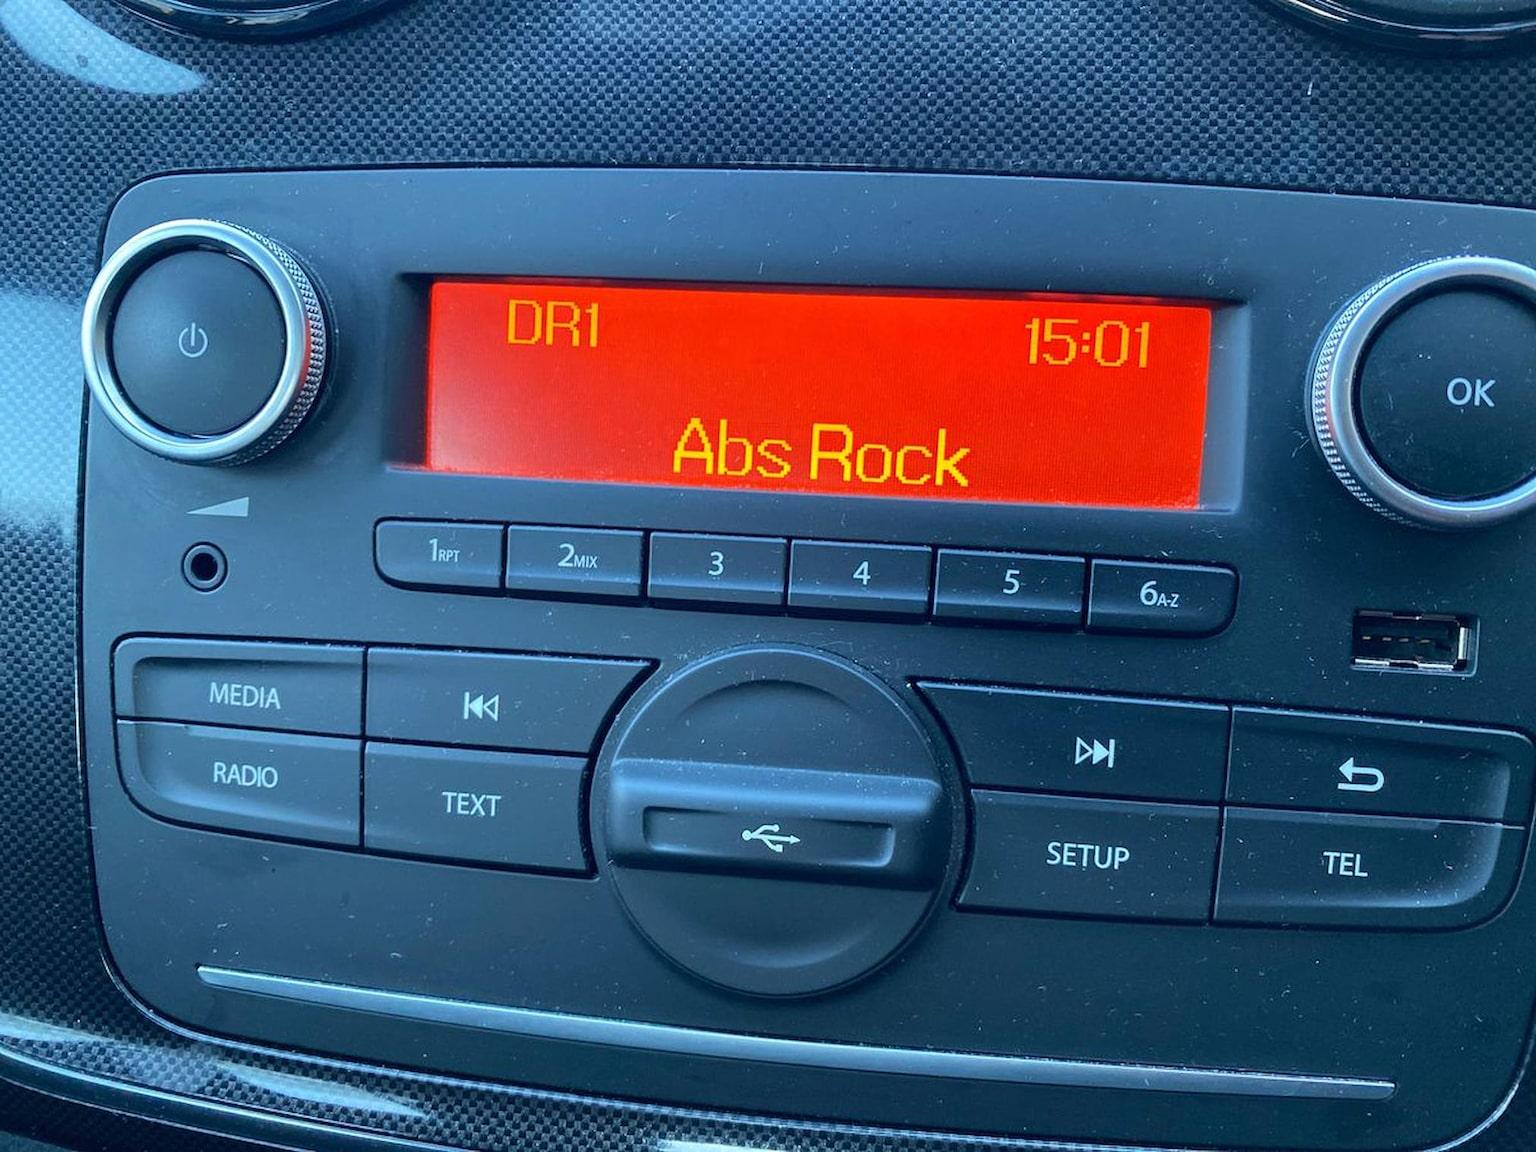 DR1 15:01
Abs Rock
OK
1RPT 2MIX 3 4 5 6A-Z
MEDIA
RADIO
TEXT
SETUP
TEL